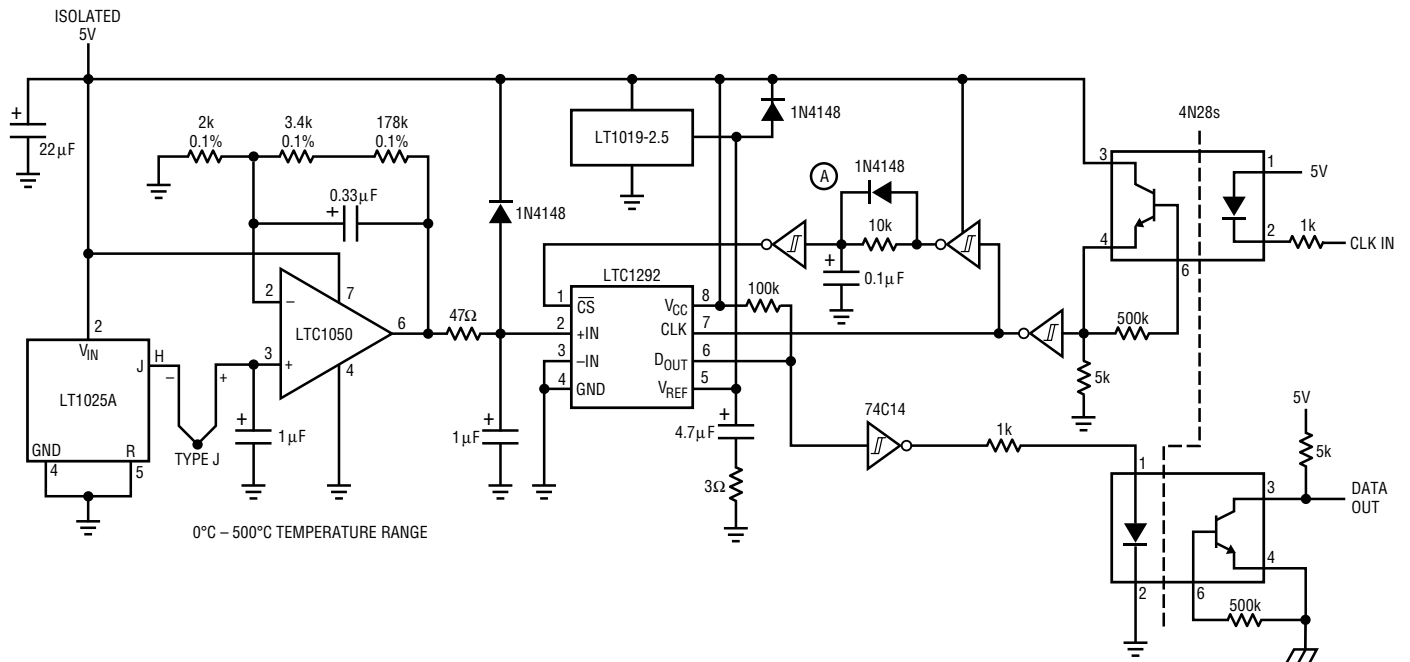 ISOLATED
5V
+
22µF
2k
0.1%
3.4k
0.1%
178k
0.1%
0.33µF
+
1N4148
LT1019-2.5
1N4148
A
1N4148
10k
+
0.1µF
4N28s
3
1
5V
1k
2
CLK IN
4
6
500k
5k
2
–
7
LTC1050
6
3
+
4
47Ω
LTC1292
1
CS
VCC
8
100k
2
+IN
CLK
7
3
–IN
DOUT
6
4
GND
VREF
5
2
VIN
J
H
–
+
LT1025A
GND
R
4
5
TYPE J
+
1µF
+
1µF
+
4.7µF
3Ω
74C14
1k
5V
5k
1
3
DATA
OUT
4
2
6
500k
0°C – 500°C TEMPERATURE RANGE